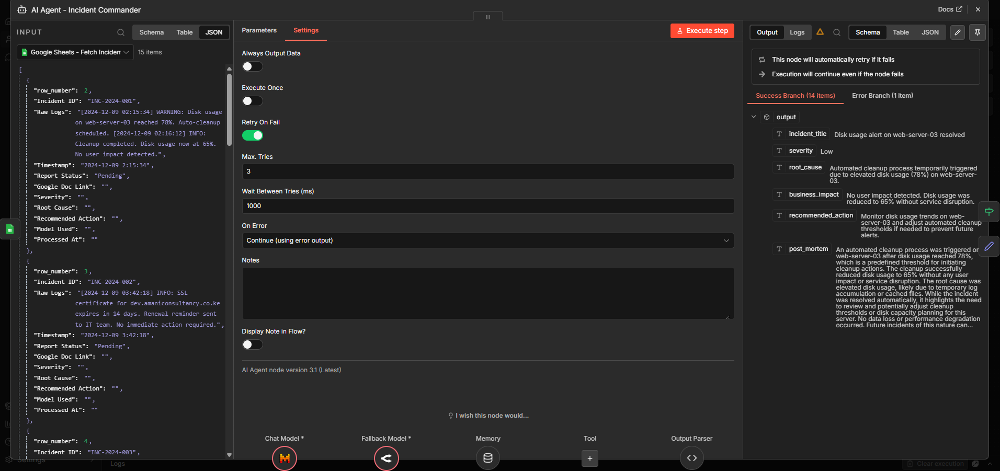 AI Agent - Incident Commander
Docs
INPUT
Schema
Table
JSON
Google Sheets - Fetch Inciden
15 items
[
{
"row_number": 2,
"Incident ID": "INC-2024-001",
"Raw Logs": "[2024-12-09 02:15:34] WARNING: Disk usage
on web-server-03 reached 78%. Auto-cleanup
scheduled. [2024-12-09 02:16:12] INFO:
Cleanup completed. Disk usage now at 65%.
No user impact detected.",
"Timestamp": "2024-12-09 2:15:34",
"Report Status": "Pending",
"Google Doc Link": "",
"Severity": "",
"Root Cause": "",
"Recommended Action": "",
"Model Used": "",
"Processed At": ""
},
{
"row_number": 3,
"Incident ID": "INC-2024-002",
"Raw Logs": "[2024-12-09 03:42:18] INFO: SSL
certificate for dev.amaniconsultancy.co.ke
expires in 14 days. Renewal reminder sent
to IT team. No immediate action required.",
"Timestamp": "2024-12-09 3:42:18",
"Report Status": "Pending",
"Google Doc Link": "",
"Severity": "",
"Root Cause": "",
"Recommended Action": "",
"Model Used": "",
"Processed At": ""
},
{
"row_number": 4,
"Incident ID": "INC-2024-003",
Parameters
Settings
Execute step
Always Output Data
Execute Once
Retry On Fail
Max. Tries
3
Wait Between Tries (ms)
1000
On Error
Continue (using error output)
Notes
Display Note in Flow?
AI Agent node version 3.1 (Latest)
I wish this node would...
Chat Model *
Fallback Model *
Memory
Tool
Output Parser
Output
Logs
Schema
Table
JSON
This node will automatically retry if it fails
Execution will continue even if the node fails
Success Branch (14 items)
Error Branch (1 item)
output
T incident_title Disk usage alert on web-server-03 resolved
T severity Low
T root_cause Automated cleanup process temporarily triggered
due to elevated disk usage (78%) on web-server-
03.
T business_impact No user impact detected. Disk usage was
reduced to 65% without service disruption.
T recommended_action Monitor disk usage trends on web-
server-03 and adjust automated cleanup
thresholds if needed to prevent future
alerts.
T post_mortem An automated cleanup process was triggered on
web-server-03 after disk usage reached 78%,
which is a predefined threshold for initiating
cleanup actions. The cleanup successfully
reduced disk usage to 65% without any user
impact or service disruption. The root cause was
elevated disk usage, likely due to temporary log
accumulation or cached files. While the incident
was resolved automatically, it highlights the need
to review and potentially adjust cleanup
thresholds or disk capacity planning for this
server. No data loss or performance degradation
occurred. Future incidents of this nature can...
Settings
Logs
Clear execution